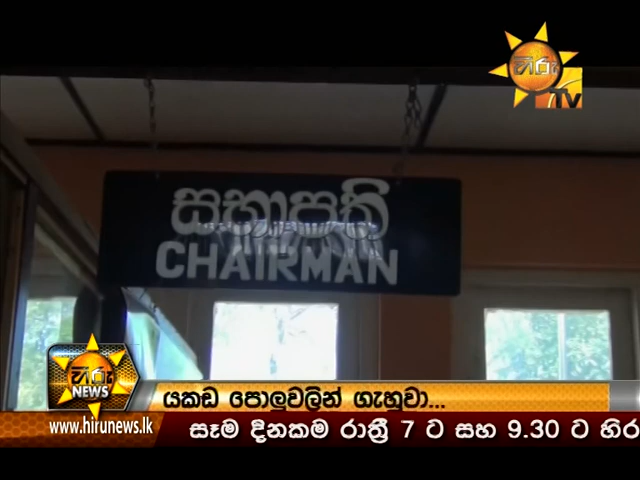 හිරු
TV
සභාපති
CHAIRMAN
හිරු
NEWS
යකඩ පොලුවලින් ගැහුවා...
www.hirunews.lk
සෑම දිනකම රාත්‍රී 7 ට සහ 9.30 ට හිරු